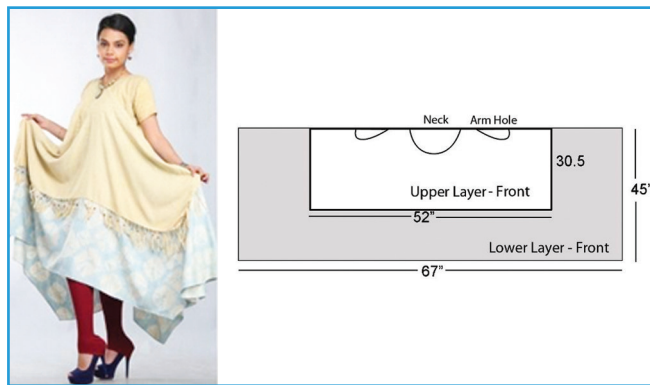 Neck Arm Hole
30.5
45"
Upper Layer - Front
52"
Lower Layer - Front
67"